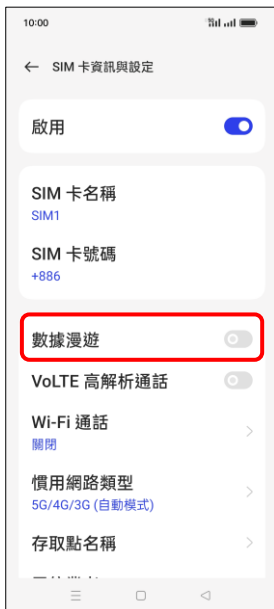 10:00
← SIM 卡資訊與設定
啟用
SIM 卡名稱
SIM1
SIM 卡號碼
+886
數據漫遊
VoLTE 高解析通話
Wi-Fi 通話
關閉
慣用網路類型
5G/4G/3G (自動模式)
存取點名稱